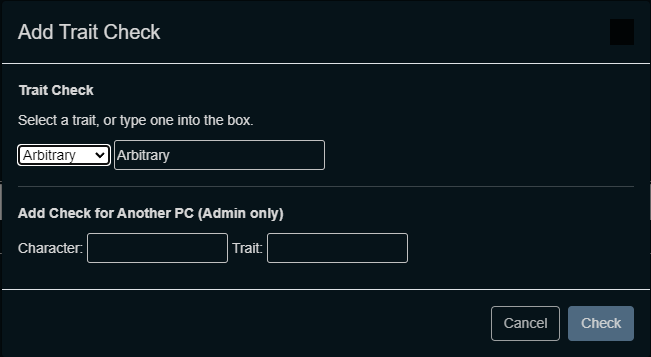 Add Trait Check
Trait Check
Select a trait, or type one into the box.
Arbitrary Arbitrary
Add Check for Another PC (Admin only)
Character: Trait:
Cancel Check